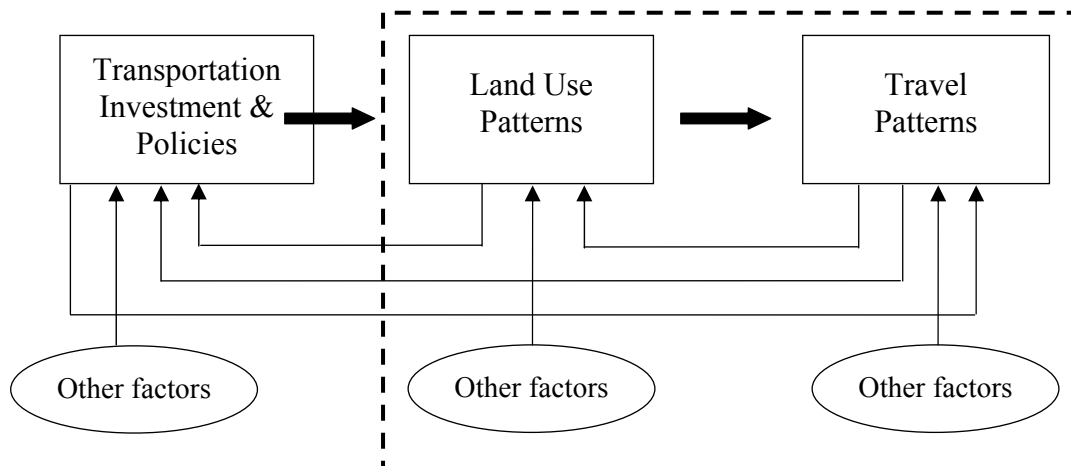 Transportation
Investment &
Policies
Land Use
Patterns
Travel
Patterns
Other factors
Other factors
Other factors